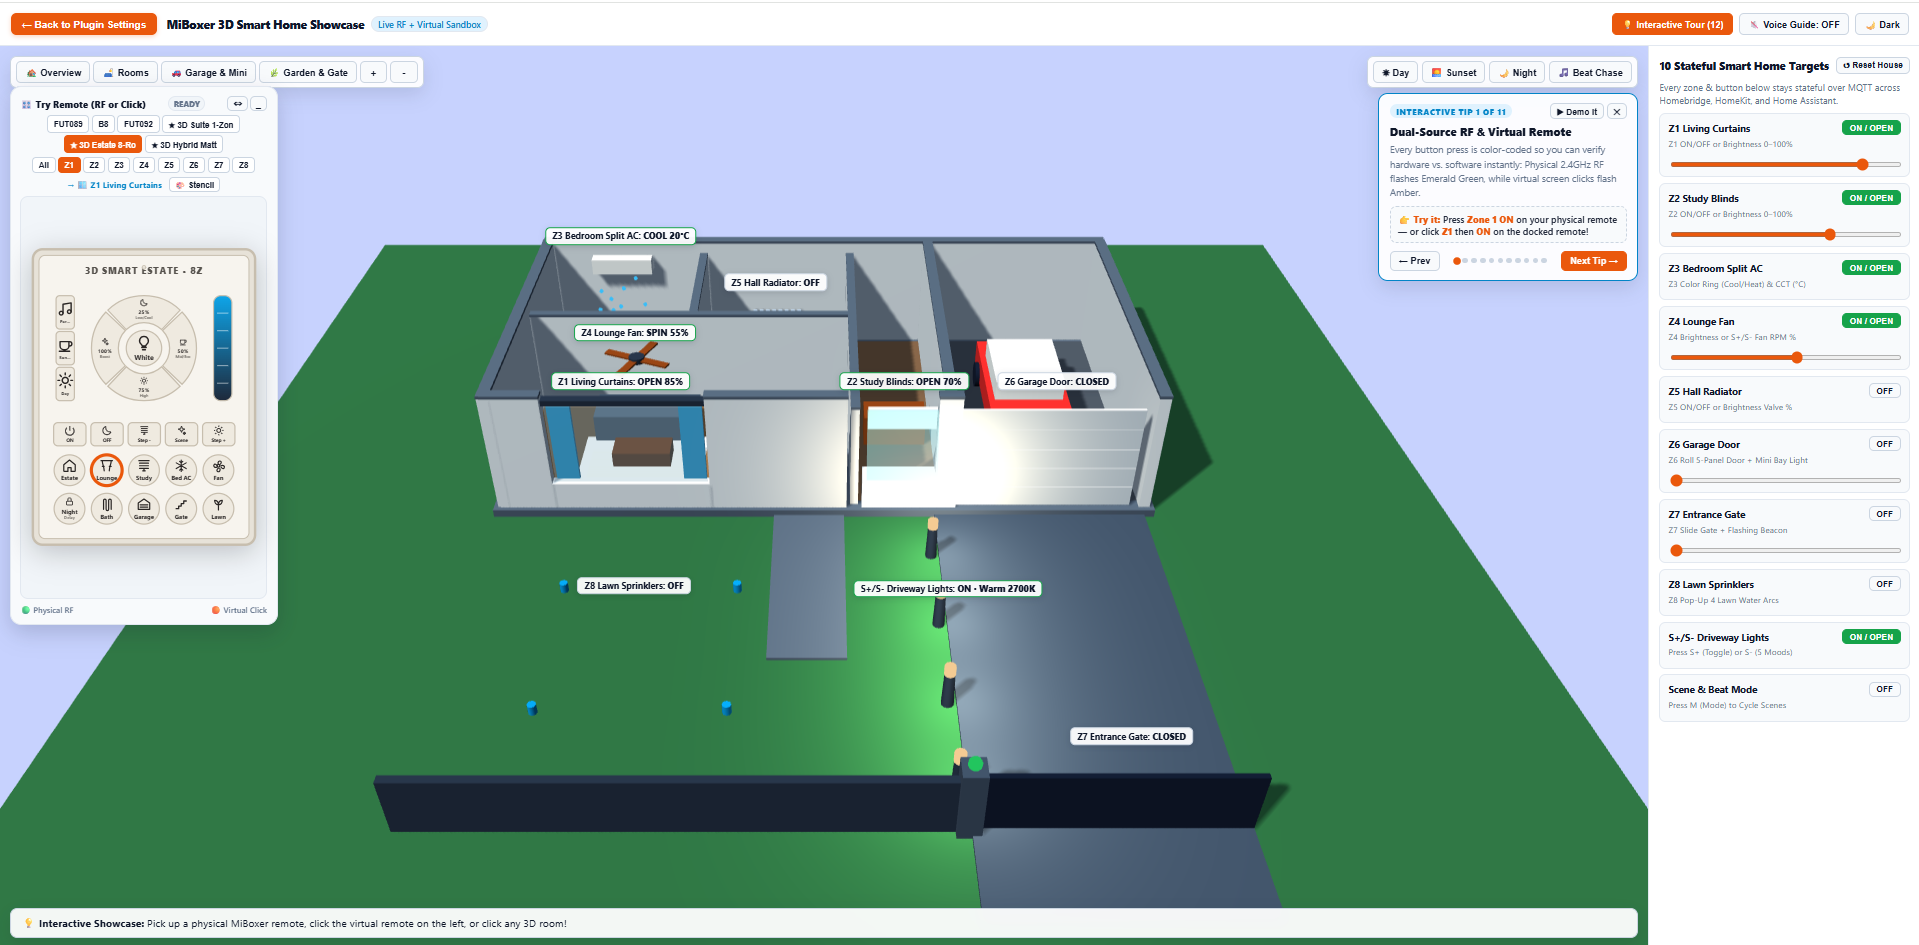 ← Back to Plugin Settings
MiBoxer 3D Smart Home Showcase
Live RF + Virtual Sandbox
Interactive Tour (12)
Voice Guide: OFF
Dark
Overview
Rooms
Garage & Mini
Garden & Gate
+
-
Day
Sunset
Night
Beat Chase
Try Remote (RF or Click)
READY
_
FUT089
B8
FUT092
★ 3D Suite 1-Zon
★ 3D Estate 8-Ro
★ 3D Hybrid Matt
All
Z1
Z2
Z3
Z4
Z5
Z6
Z7
Z8
→ Z1 Living Curtains
Stencil
3D SMART ESTATE - 8Z
25%
100%
White
50%
75%
High
Day
ON
OFF
Step -
Scene
Step +
Estate
Lounge
Study
Bed AC
Fan
Night
Bath
Garage
Gate
Lawn
Physical RF
Virtual Click
Z3 Bedroom Split AC: COOL 20°C
Z5 Hall Radiator: OFF
Z4 Lounge Fan: SPIN 55%
Z1 Living Curtains: OPEN 85%
Z2 Study Blinds: OPEN 70%
Z6 Garage Door: CLOSED
Z8 Lawn Sprinklers: OFF
S+/S- Driveway Lights: ON • Warm 2700K
Z7 Entrance Gate: CLOSED
INTERACTIVE TIP 1 OF 11
▶ Demo It
✕
Dual-Source RF & Virtual Remote
Every button press is color-coded so you can verify
hardware vs. software instantly: Physical 2.4GHz RF
flashes Emerald Green, while virtual screen clicks flash
Amber.
Try it: Press Zone 1 ON on your physical remote
— or click Z1 then ON on the docked remote!
← Prev
Next Tip →
10 Stateful Smart Home Targets
↺ Reset House
Every zone & button below stays stateful over MQTT across
Homebridge, HomeKit, and Home Assistant.
Z1 Living Curtains
ON / OPEN
Z1 ON/OFF or Brightness 0–100%
Z2 Study Blinds
ON / OPEN
Z2 ON/OFF or Brightness 0–100%
Z3 Bedroom Split AC
ON / OPEN
Z3 Color Ring (Cool/Heat) & CCT (°C)
Z4 Lounge Fan
ON / OPEN
Z4 Brightness or S+/S- Fan RPM %
Z5 Hall Radiator
OFF
Z5 ON/OFF or Brightness Valve %
Z6 Garage Door
OFF
Z6 Roll 5-Panel Door + Mini Bay Light
Z7 Entrance Gate
OFF
Z7 Slide Gate + Flashing Beacon
Z8 Lawn Sprinklers
OFF
Z8 Pop-Up 4 Lawn Water Arcs
S+/S- Driveway Lights
ON / OPEN
Press S+ (Toggle) or S- (5 Moods)
Scene & Beat Mode
OFF
Press M (Mode) to Cycle Scenes
Interactive Showcase: Pick up a physical MiBoxer remote, click the virtual remote on the left, or click any 3D room!